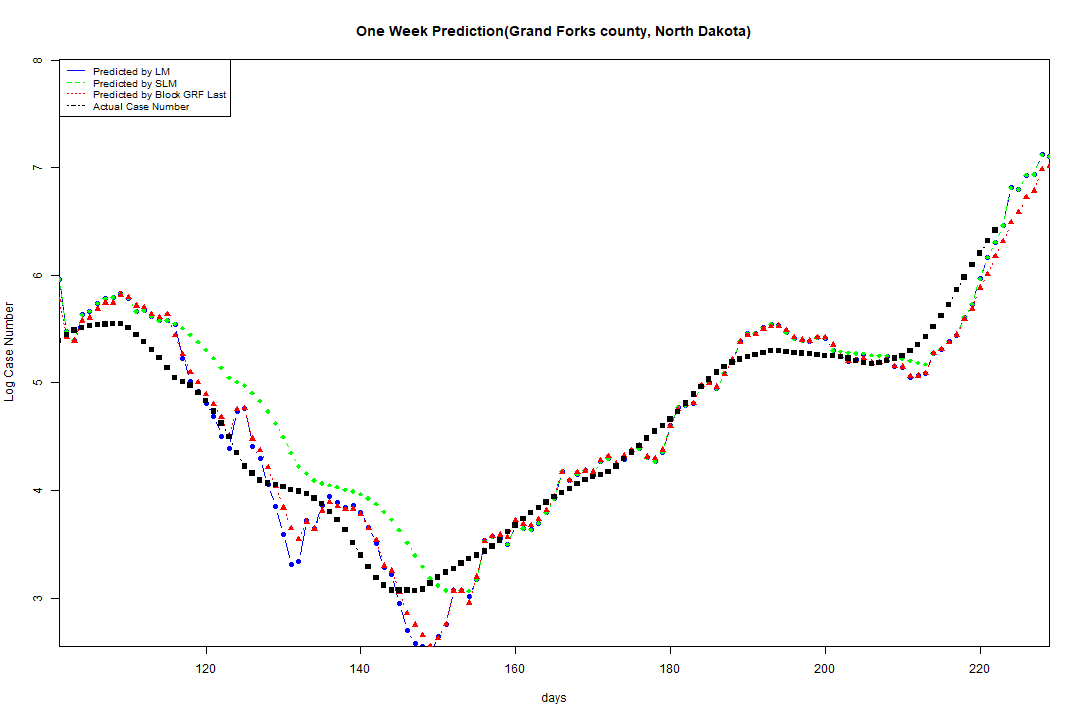 One Week Prediction(Grand Forks county, North Dakota)
Predicted by LM
Predicted by SLM
Predicted by Block GRF Last
Actual Case Number
8
7
6
5
4
3
Log Case Number
120 140 160 180 200 220
days